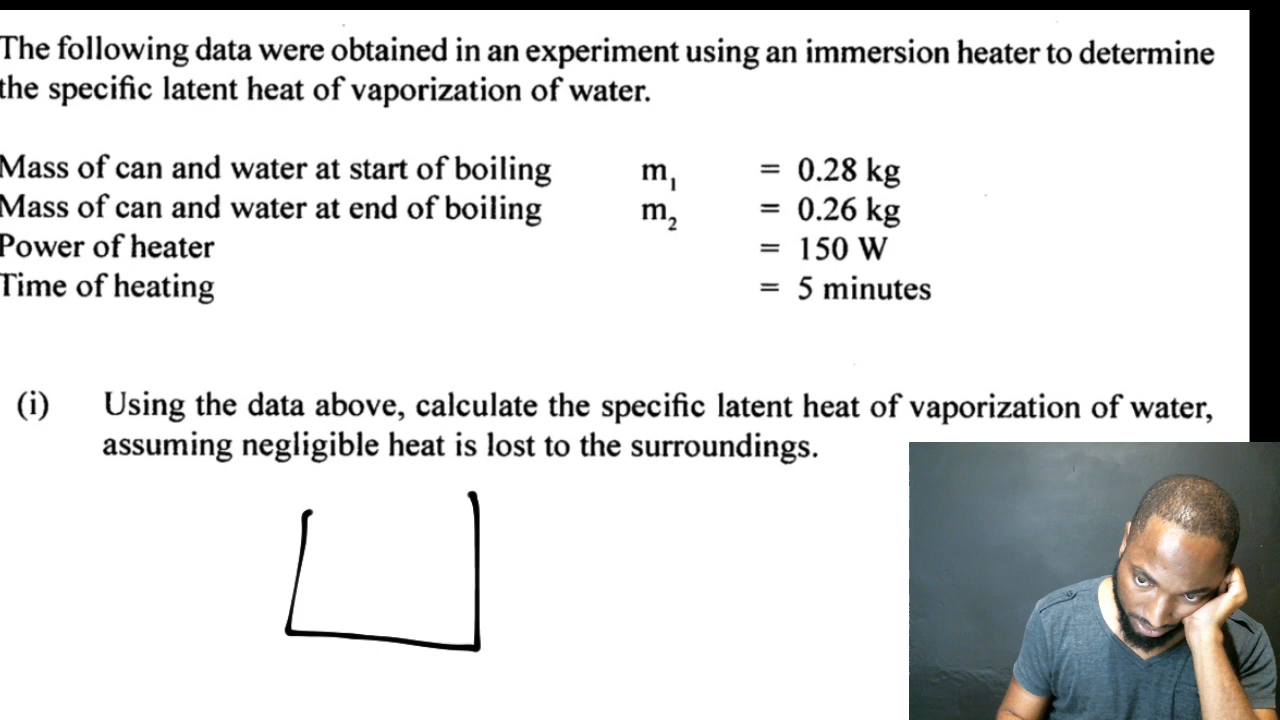 The following data were obtained in an experiment using an immersion heater to determine
the specific latent heat of vaporization of water.
Mass of can and water at start of boiling m₁ = 0.28 kg
Mass of can and water at end of boiling m₂ = 0.26 kg
Power of heater = 150 W
Time of heating = 5 minutes
(i) Using the data above, calculate the specific latent heat of vaporization of water,
assuming negligible heat is lost to the surroundings.